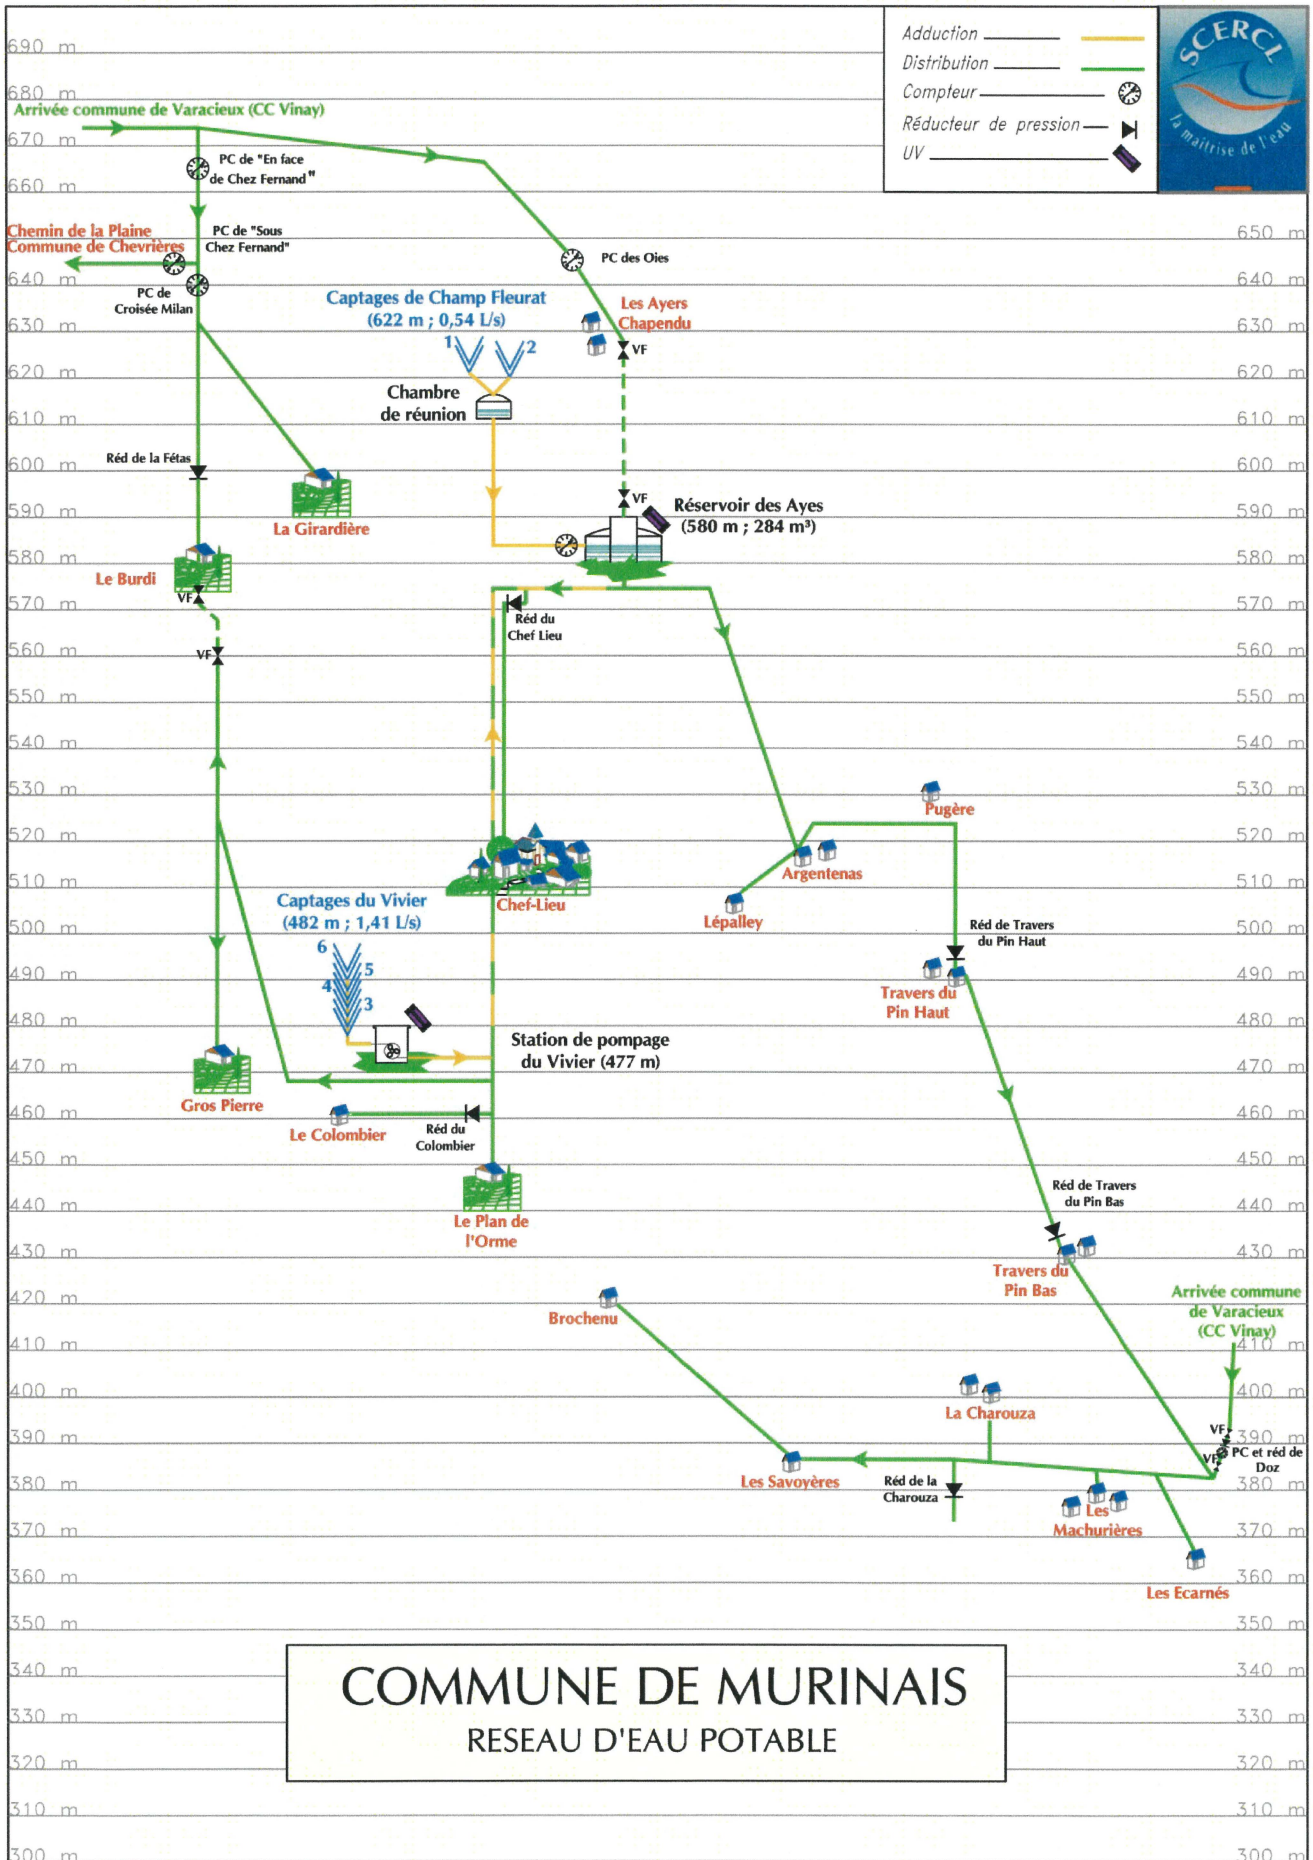 Adduction
Distribution
Compteur
Réducteur de pression
UV
SCERCL
la maîtrise de l'eau
690 m
680 m
Arrivée commune de Varacieux (CC Vinay)
670 m
PC de "En face
de Chez Fernand"
660 m
Chemin de la Plaine
Commune de Chevrières
PC de "Sous
Chez Fernand"
650 m
PC des Oies
640 m
640 m
PC de
Croisée Milan
Captages de Champ Fleurat
(622 m ; 0,54 L/s)
Les Ayers
Chapendu
630 m
630 m
1
2
VF
620 m
620 m
Chambre
de réunion
610 m
610 m
Réd de la Fétas
600 m
600 m
VF
Réservoir des Ayes
(580 m ; 284 m³)
590 m
590 m
La Girardière
580 m
580 m
Le Burdi
VF
570 m
570 m
Réd du
Chef Lieu
560 m
560 m
VF
550 m
550 m
540 m
540 m
530 m
530 m
Pugère
520 m
520 m
Argentenas
510 m
510 m
Captages du Vivier
(482 m ; 1,41 L/s)
Chef-Lieu
Lépalley
500 m
500 m
Réd de Travers
du Pin Haut
6
5
4
3
490 m
490 m
Travers du
Pin Haut
480 m
480 m
Station de pompage
du Vivier (477 m)
470 m
470 m
Gros Pierre
460 m
460 m
Le Colombier
Réd du
Colombier
450 m
450 m
Réd de Travers
du Pin Bas
440 m
440 m
Le Plan de
l'Orme
430 m
430 m
Travers du
Pin Bas
420 m
420 m
Brochenu
Arrivée commune
de Varacieux
(CC Vinay)
410 m
410 m
400 m
400 m
La Charouza
390 m
390 m
VF
VF
PC et réd de
Doz
Les Savoyères
Réd de la
Charouza
380 m
380 m
Les
Machurières
370 m
370 m
360 m
360 m
Les Ecarnés
350 m
350 m
340 m
340 m
COMMUNE DE MURINAIS
RESEAU D'EAU POTABLE
330 m
330 m
320 m
320 m
310 m
310 m
300 m
300 m